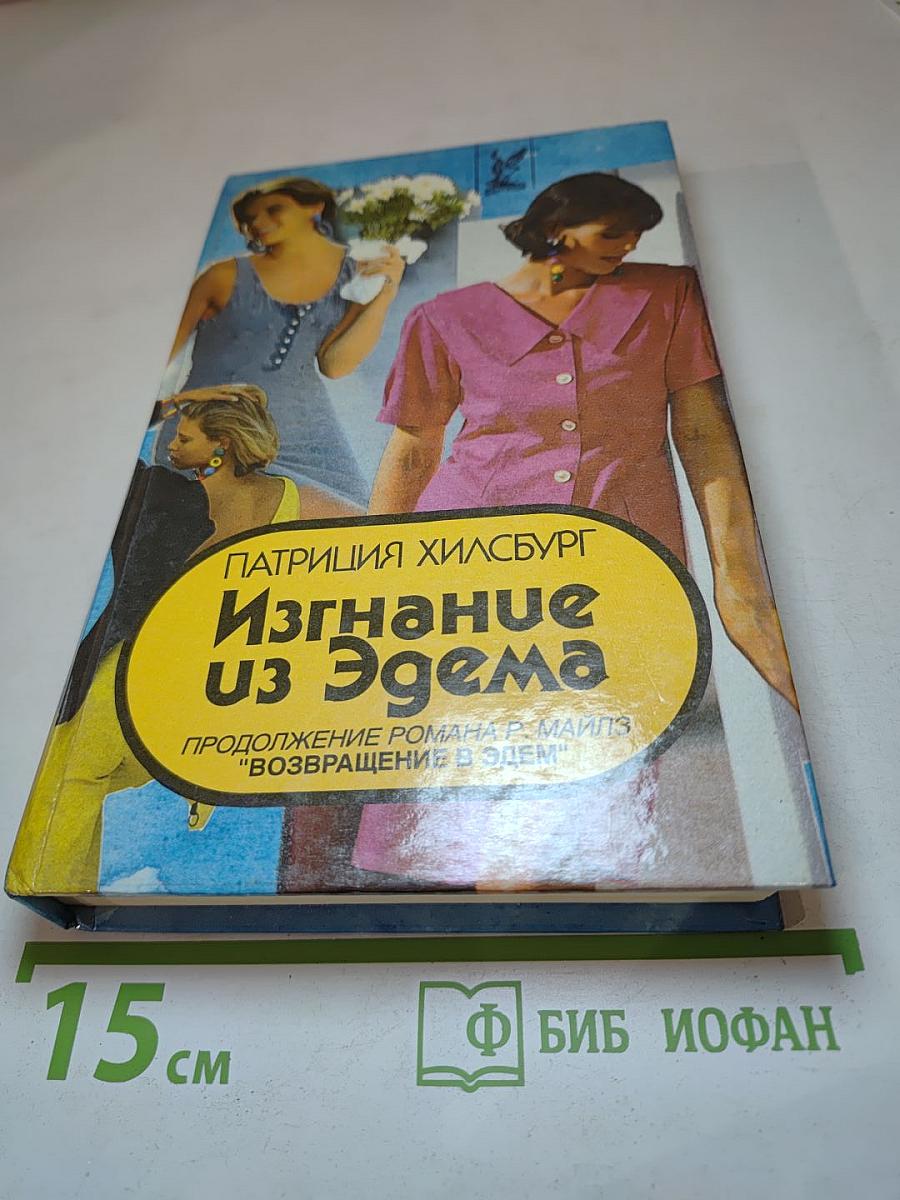 ПАТРИЦИЯ ХИЛСБУРГ
Изгнание
из Эдема
ПРОДОЛЖЕНИЕ РОМАНА Р. МАЙЛЗ
"ВОЗВРАЩЕНИЕ В ЭДЕМ"
15 см
Ф БИБ ИОФАН